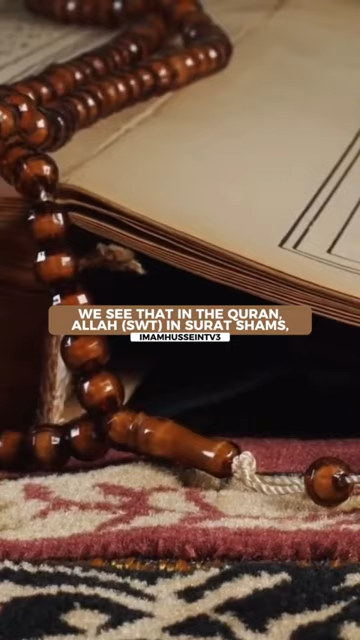 WE SEE THAT IN THE QURAN,
ALLAH (SWT) IN SURAT SHAMS,
IMAMHUSSEINTV3